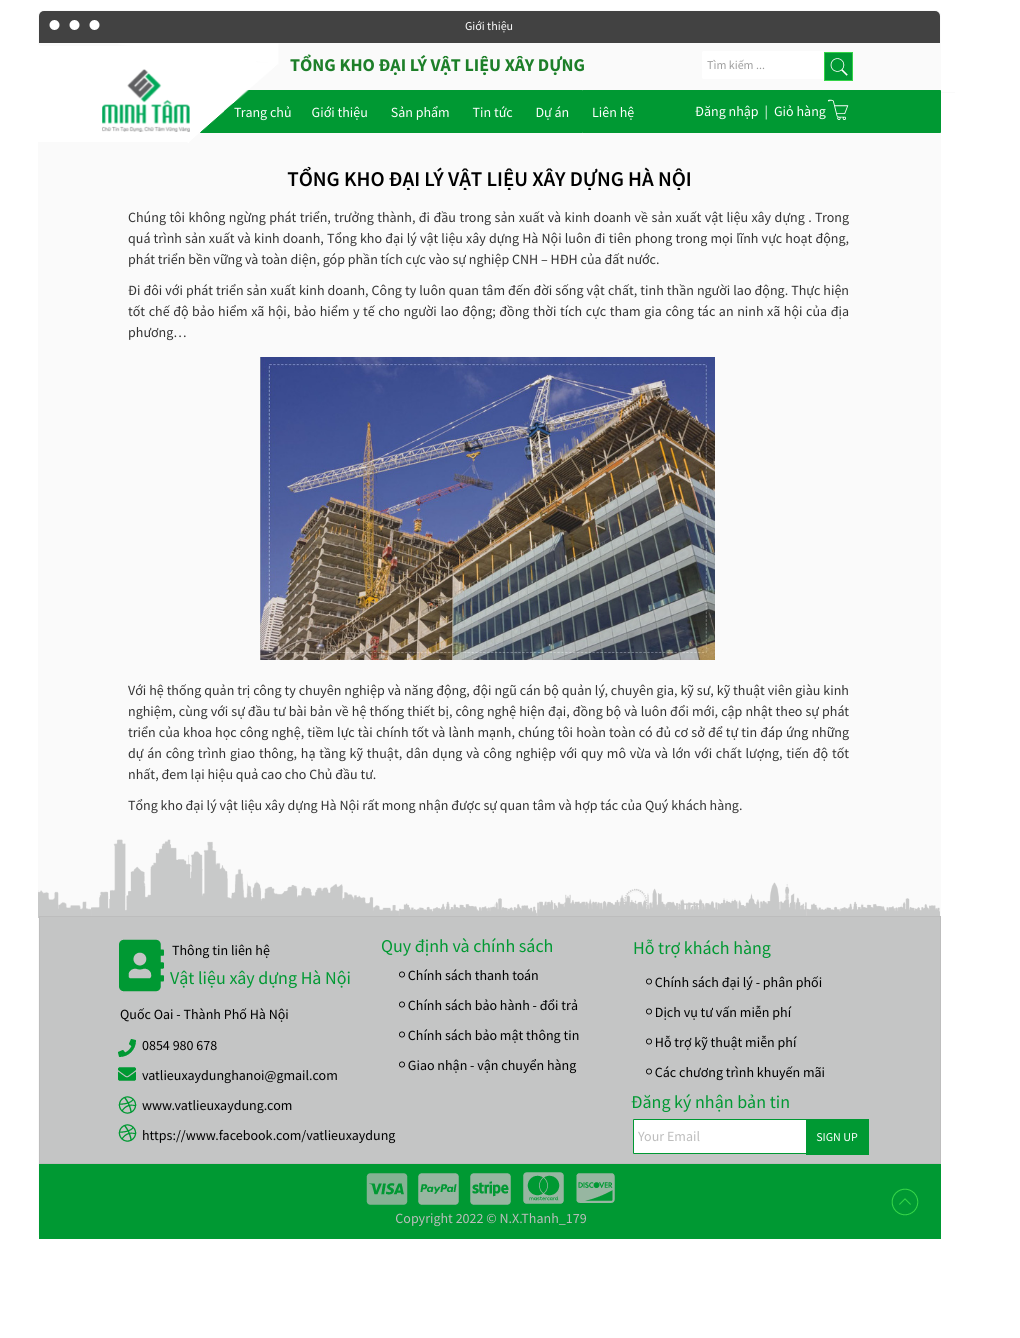 Giới thiệu
TỔNG KHO ĐẠI LÝ VẬT LIỆU XÂY DỰNG
Tìm kiếm ...
MINH TÂM
Chữ Tín Tạo Dựng, Chữ Tâm Vững Vàng
Trang chủ Giới thiệu Sản phẩm Tin tức Dự án Liên hệ Đăng nhập | Giỏ hàng
TỔNG KHO ĐẠI LÝ VẬT LIỆU XÂY DỰNG HÀ NỘI
Chúng tôi không ngừng phát triển, trưởng thành, đi đầu trong sản xuất và kinh doanh về sản xuất vật liệu xây dựng . Trong
quá trình sản xuất và kinh doanh, Tổng kho đại lý vật liệu xây dựng Hà Nội luôn đi tiên phong trong mọi lĩnh vực hoạt động,
phát triển bền vững và toàn diện, góp phần tích cực vào sự nghiệp CNH – HĐH của đất nước.
Đi đôi với phát triển sản xuất kinh doanh, Công ty luôn quan tâm đến đời sống vật chất, tinh thần người lao động. Thực hiện
tốt chế độ bảo hiểm xã hội, bảo hiểm y tế cho người lao động; đồng thời tích cực tham gia công tác an ninh xã hội của địa
phương…
Với hệ thống quản trị công ty chuyên nghiệp và năng động, đội ngũ cán bộ quản lý, chuyên gia, kỹ sư, kỹ thuật viên giàu kinh
nghiệm, cùng với sự đầu tư bài bản về hệ thống thiết bị, công nghệ hiện đại, đồng bộ và luôn đổi mới, cập nhật theo sự phát
triển của khoa học công nghệ, tiềm lực tài chính tốt và lành mạnh, chúng tôi hoàn toàn có đủ cơ sở để tự tin đáp ứng những
dự án công trình giao thông, hạ tầng kỹ thuật, dân dụng và công nghiệp với quy mô vừa và lớn với chất lượng, tiến độ tốt
nhất, đem lại hiệu quả cao cho Chủ đầu tư.
Tổng kho đại lý vật liệu xây dựng Hà Nội rất mong nhận được sự quan tâm và hợp tác của Quý khách hàng.
Thông tin liên hệ
Vật liệu xây dựng Hà Nội
Quốc Oai - Thành Phố Hà Nội
0854 980 678
vatlieuxaydunghanoi@gmail.com
www.vatlieuxaydung.com
https://www.facebook.com/vatlieuxaydung
Quy định và chính sách
Chính sách thanh toán
Chính sách bảo hành - đổi trả
Chính sách bảo mật thông tin
Giao nhận - vận chuyển hàng
Hỗ trợ khách hàng
Chính sách đại lý - phân phối
Dịch vụ tư vấn miễn phí
Hỗ trợ kỹ thuật miễn phí
Các chương trình khuyến mãi
Đăng ký nhận bản tin
Your Email SIGN UP
VISA PayPal stripe mastercard DISCOVER
Copyright 2022 © N.X.Thanh_179